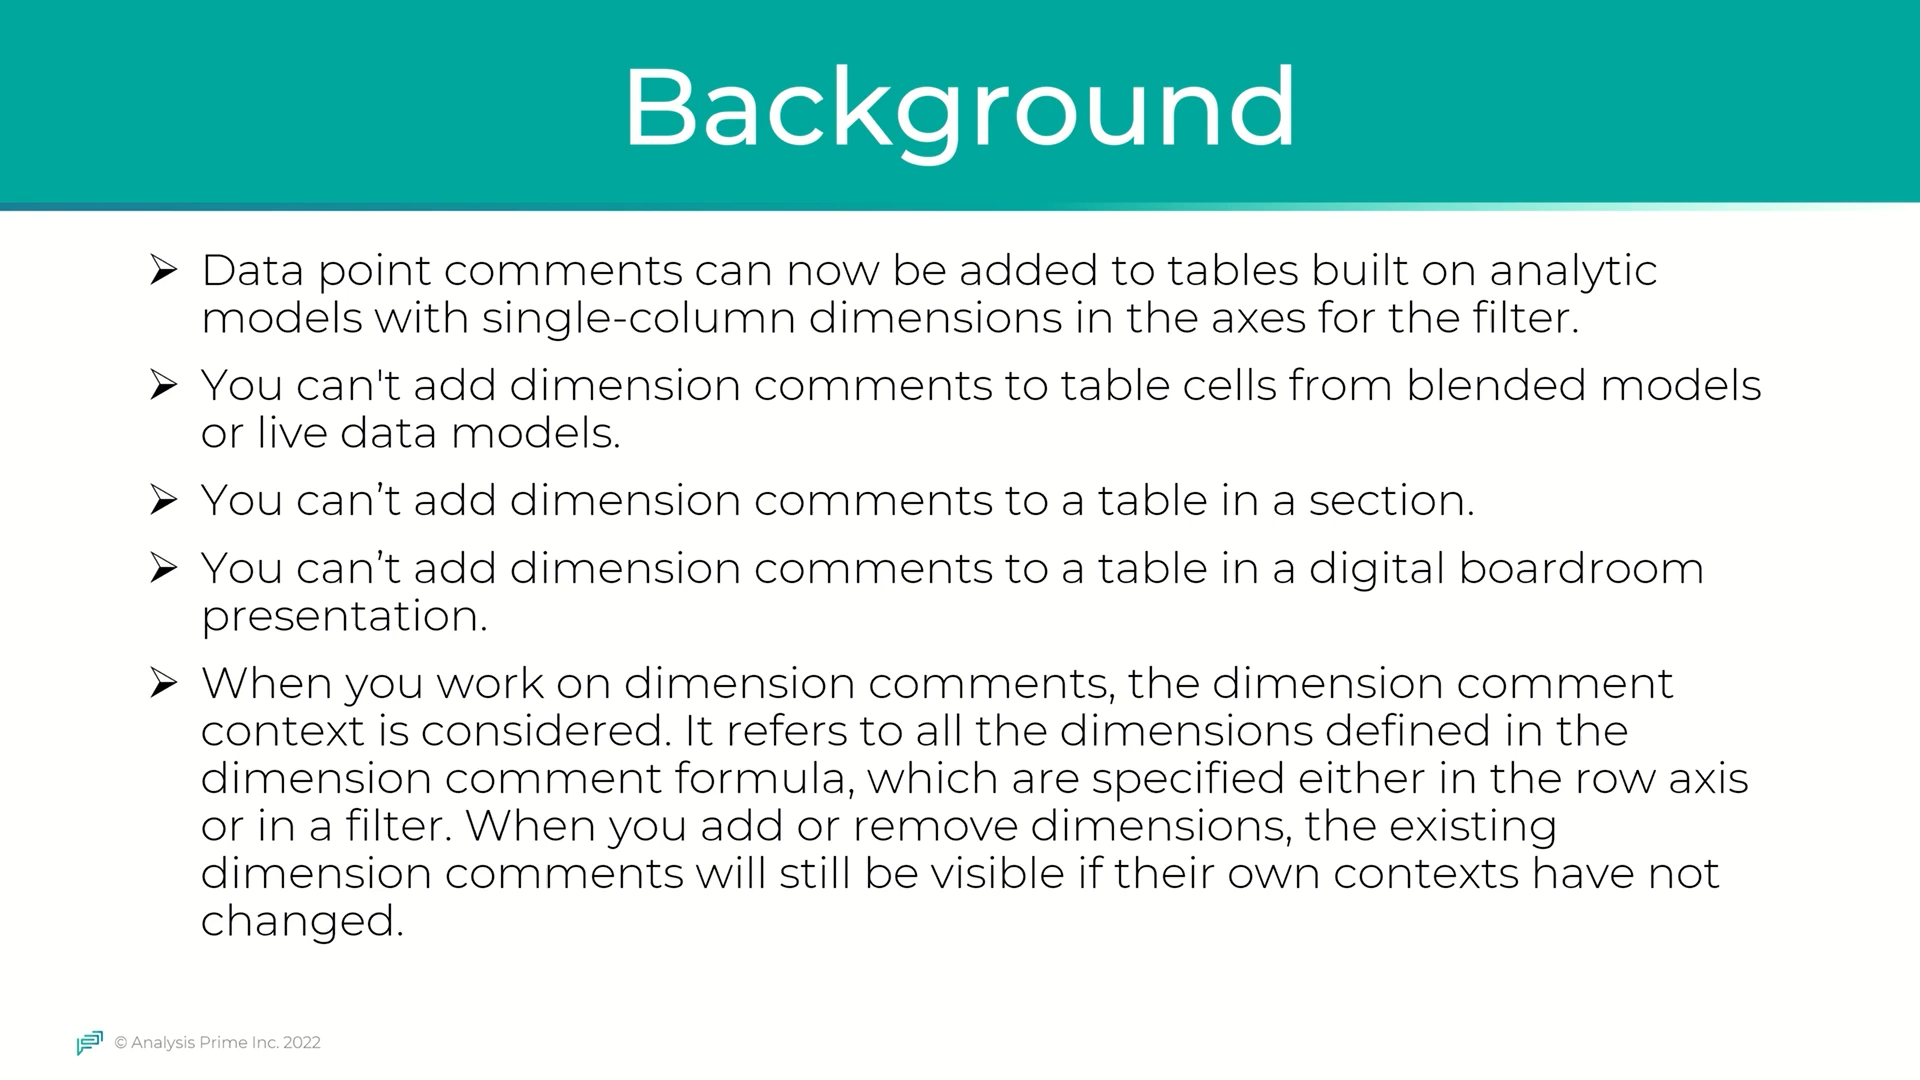 Background
➢ Data point comments can now be added to tables built on analytic
models with single-column dimensions in the axes for the filter.
➢ You can't add dimension comments to table cells from blended models
or live data models.
➢ You can’t add dimension comments to a table in a section.
➢ You can’t add dimension comments to a table in a digital boardroom
presentation.
➢ When you work on dimension comments, the dimension comment
context is considered. It refers to all the dimensions defined in the
dimension comment formula, which are specified either in the row axis
or in a filter. When you add or remove dimensions, the existing
dimension comments will still be visible if their own contexts have not
changed.
© Analysis Prime Inc. 2022